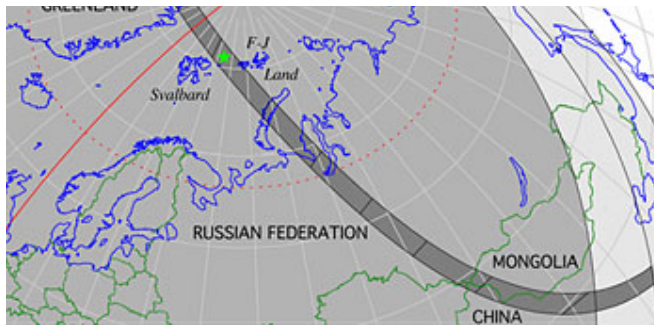 GREENLAND
F-J
Land
Svalbard
RUSSIAN FEDERATION
MONGOLIA
CHINA